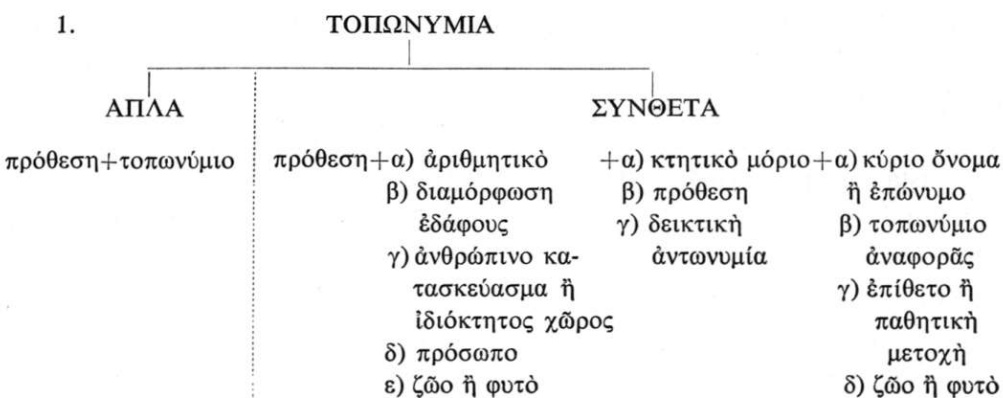 1. ΤΟΠΩΝΥΜΙΑ
ΑΠΛΑ ΣΥΝΘΕΤΑ
πρόθεση+τοπωνύμιο πρόθεση+α) ἀριθμητικὸ +α) κτητικὸ μόριο+α) κύριο ὄνομα
β) διαμόρφωση β) πρόθεση ἢ ἐπώνυμο
ἐδάφους γ) δεικτικὴ β) τοπωνύμιο
γ) ἀνθρώπινο κα- ἀντωνυμία ἀναφορᾶς
τασκεύασμα ἢ γ) ἐπίθετο ἢ
ἰδιόκτητος χῶρος παθητικὴ
δ) πρόσωπο μετοχὴ
ε) ζῶο ἢ φυτὸ δ) ζῶο ἢ φυτὸ